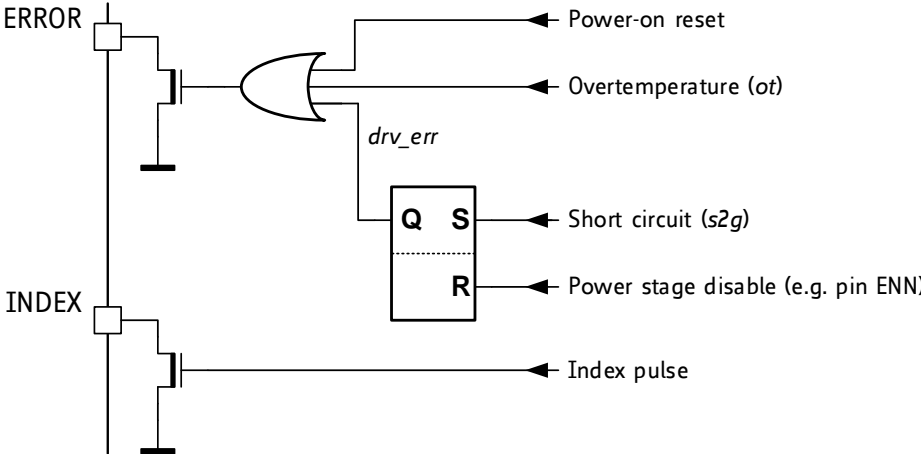 ERROR
Power-on reset
Overtemperature (ot)
drv_err
Q S
Short circuit (s2g)
R
Power stage disable (e.g. pin ENN)
INDEX
Index pulse